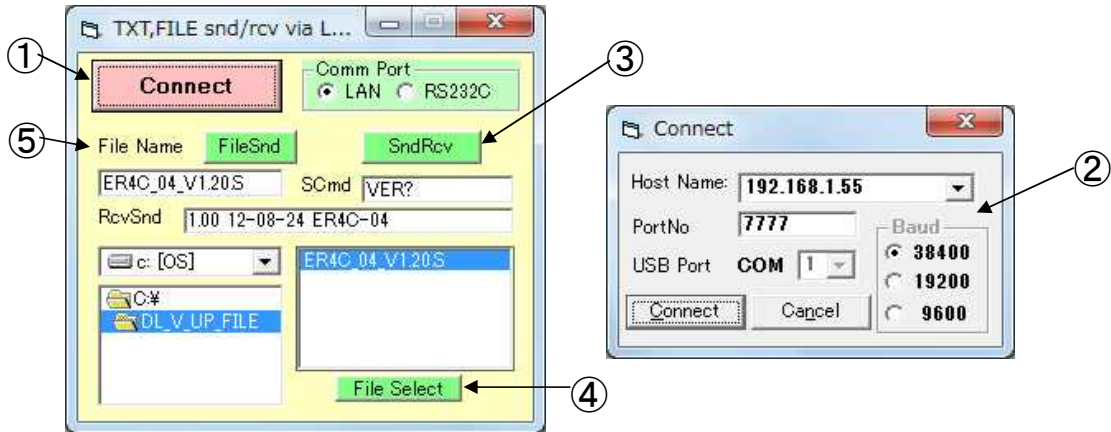 TXT,FILE snd/rcv via L...
①
Connect
Comm Port
LAN
RS232C
③
⑤
File Name
FileSnd
SndRcv
ER4C_04_V1.20.S
SCmd
VER?
RcvSnd
1.00 12-08-24 ER4C-04
c: [OS]
C:¥
DL_V_UP_FILE
ER4C_04_V1.20.S
File Select
④
Connect
②
Host Name:
192.168.1.55
PortNo
7777
USB Port
COM
1
Baud
38400
19200
9600
Connect
Cancel